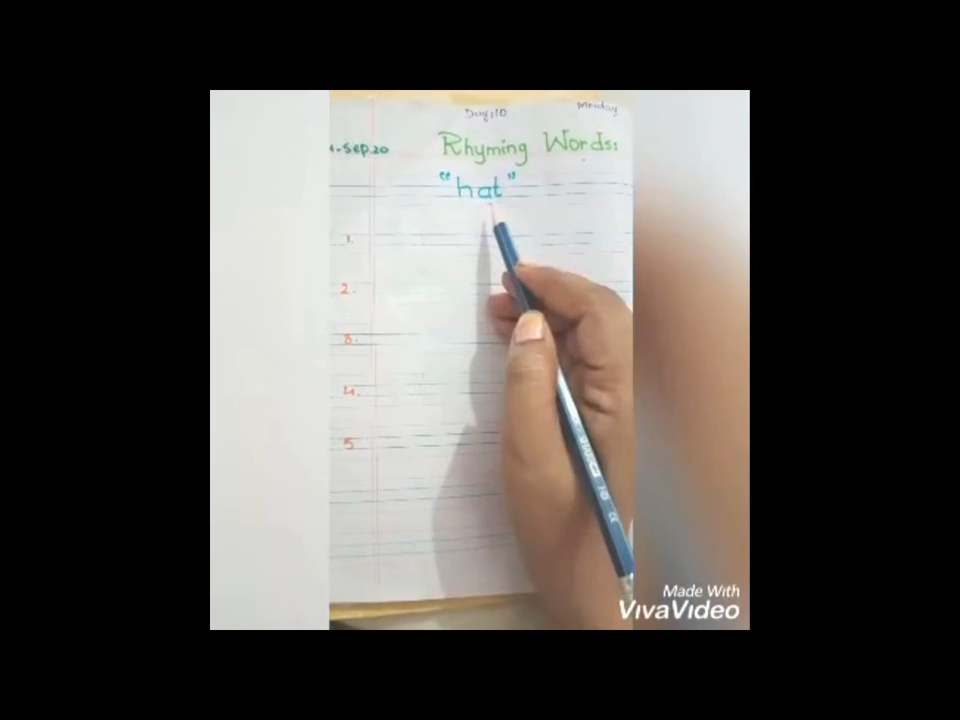 Day:10 Monday
-Sep.20 Rhyming Words:
"hat"
1.
2.
3.
4.
5
Made With
VIVAVIDEO